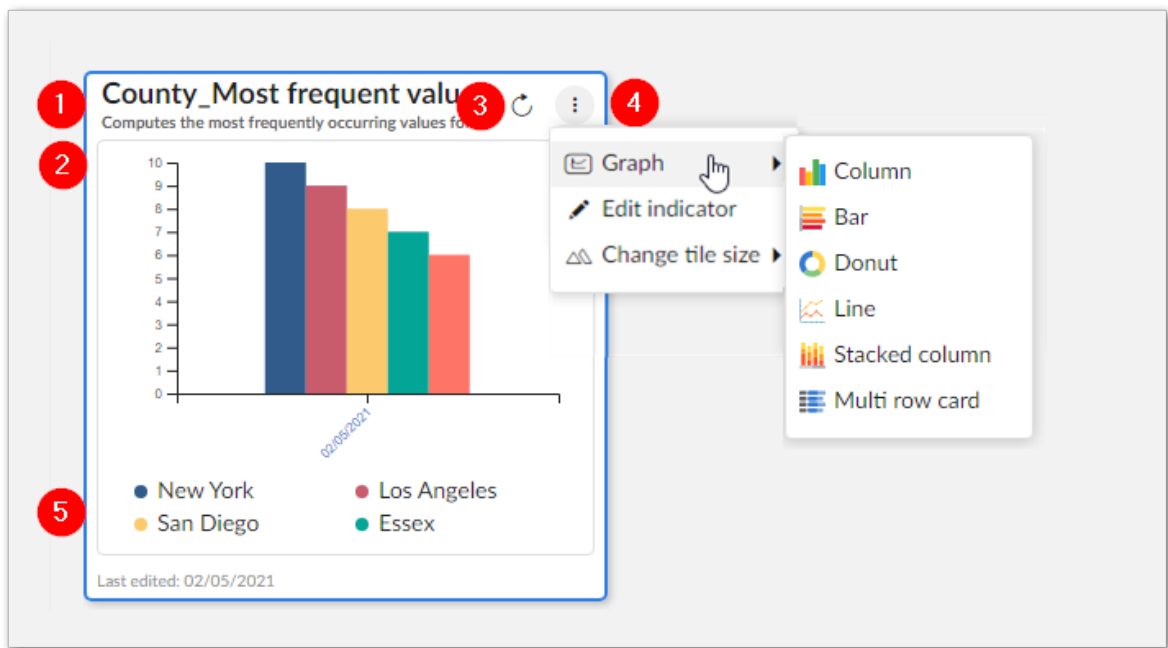 1
County_Most frequent valu
3
4
Computes the most frequently occurring values fo
2
Graph
Edit indicator
Change tile size
Column
Bar
Donut
Line
Stacked column
Multi row card
10
9
8
7
6
5
4
3
2
1
0
02/05/2021
5
New York
Los Angeles
San Diego
Essex
Last edited: 02/05/2021